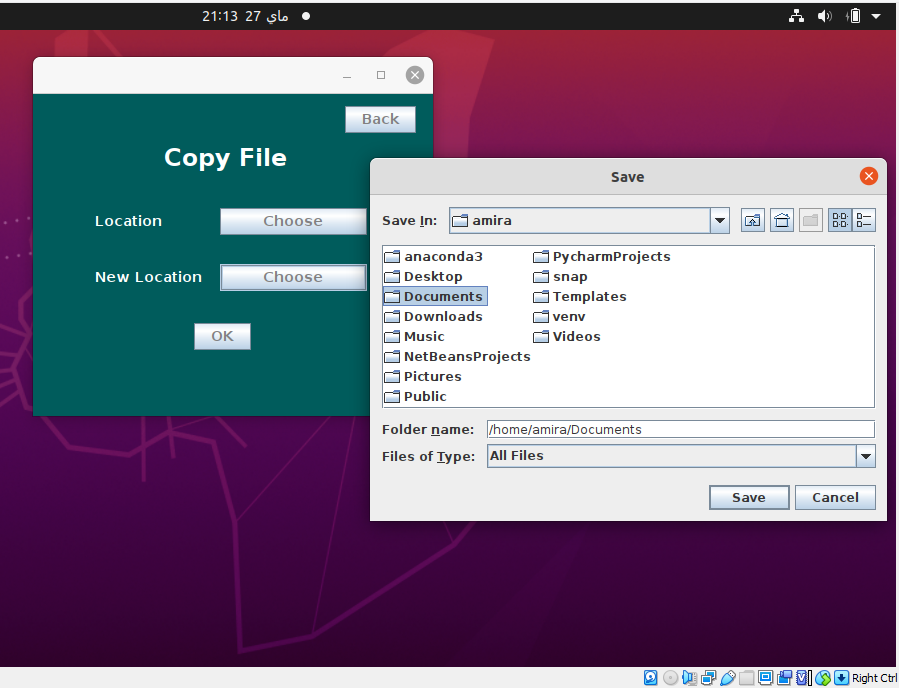 21:13 27 ماي
Back
Copy File
Location Choose
New Location Choose
OK
Save
Save In: amira
anaconda3 PycharmProjects
Desktop snap
Documents Templates
Downloads venv
Music Videos
NetBeansProjects
Pictures
Public
Folder name: /home/amira/Documents
Files of Type: All Files
Save Cancel
Right Ctrl